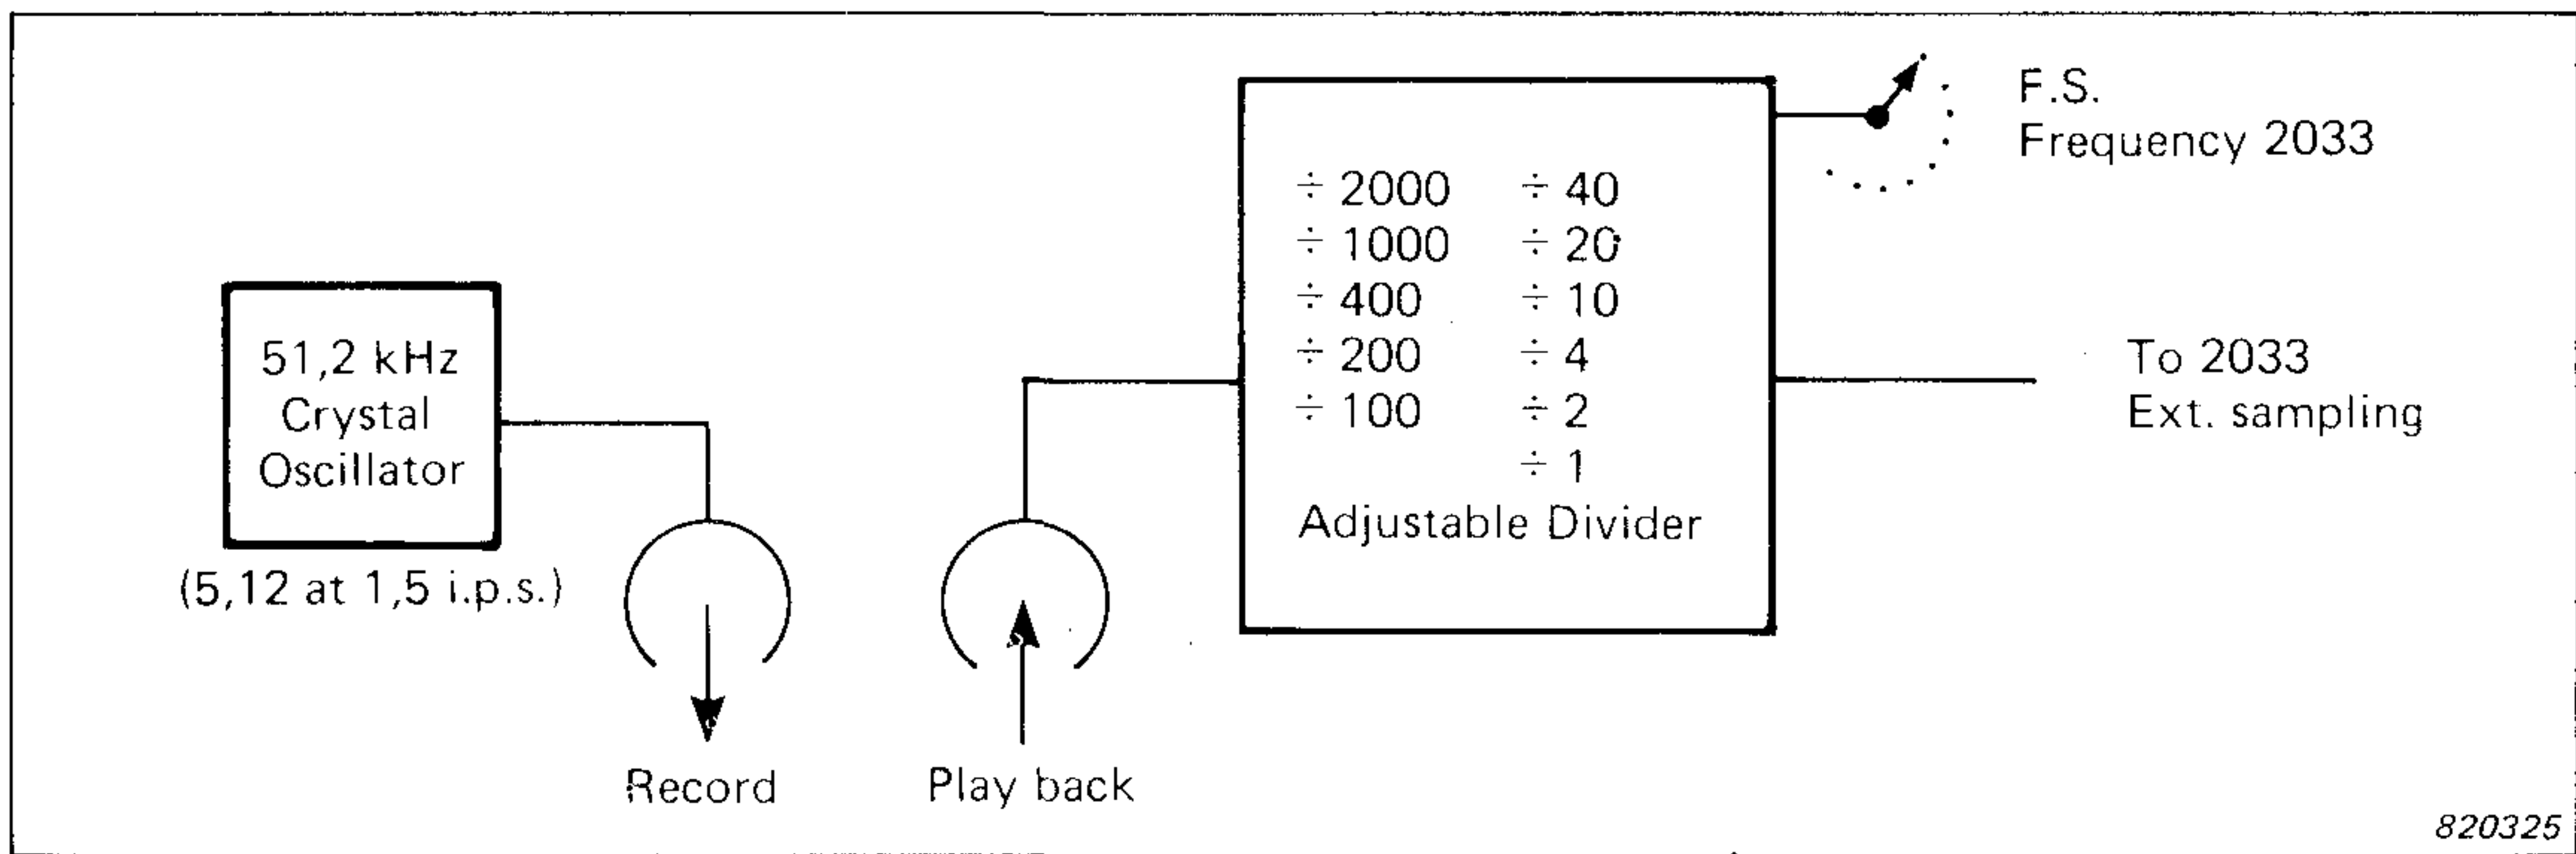 51,2 kHz
Crystal
Oscillator
(5,12 at 1,5 i.p.s.)
Record
Play back
÷ 2000 ÷ 40
÷ 1000 ÷ 20
÷ 400 ÷ 10
÷ 200 ÷ 4
÷ 100 ÷ 2
÷ 1
Adjustable Divider
F.S.
Frequency 2033
To 2033
Ext. sampling
820325